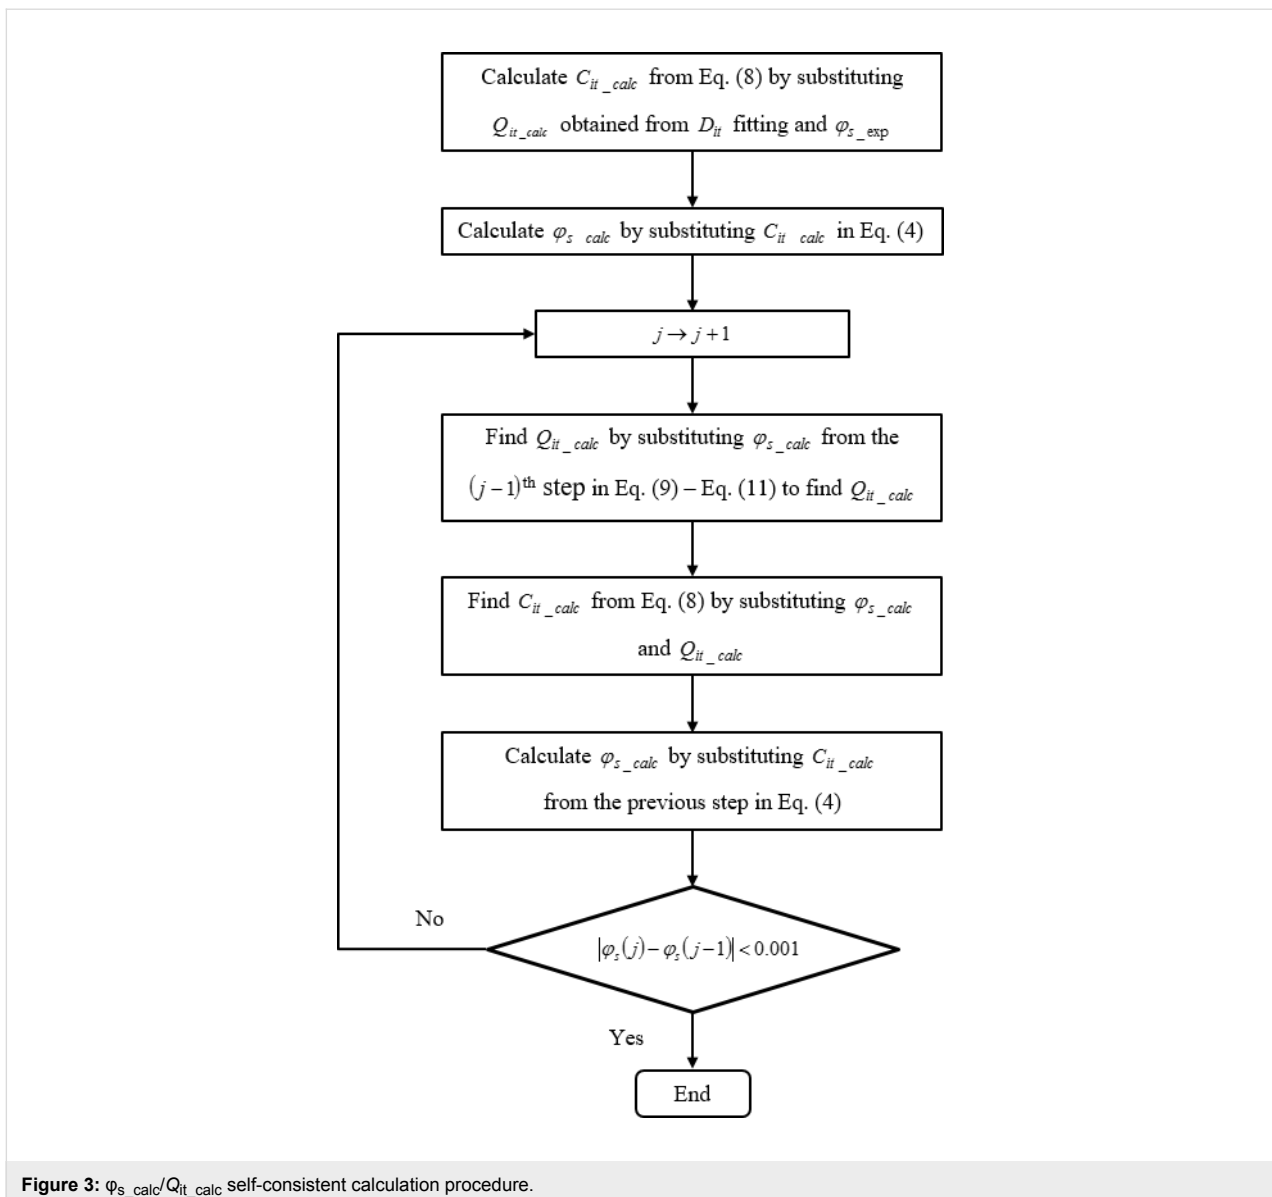 Calculate C_it_calc from Eq. (8) by substituting
Q_it_calc obtained from D_it fitting and φ_s_exp
Calculate φ_s_calc by substituting C_it_calc in Eq. (4)
j → j+1
Find Q_it_calc by substituting φ_s_calc from the
(j−1)th step in Eq. (9) – Eq. (11) to find Q_it_calc
Find C_it_calc from Eq. (8) by substituting φ_s_calc
and Q_it_calc
Calculate φ_s_calc by substituting C_it_calc
from the previous step in Eq. (4)
No
|φ_s(j)−φ_s(j−1)|<0.001
Yes
End
Figure 3: φs_calc/Qit_calc self-consistent calculation procedure.